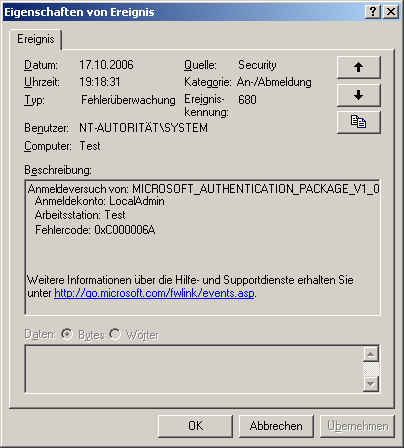 Eigenschaften von Ereignis
Ereignis
Datum: 17.10.2006 Quelle: Security
Uhrzeit: 19:18:31 Kategorie: An-/Abmeldung
Typ: Fehlerüberwachung Ereignis-kennung: 680
Benutzer: NT-AUTORITÄT\SYSTEM
Computer: Test
Beschreibung:
Anmeldeversuch von: MICROSOFT_AUTHENTICATION_PACKAGE_V1_0
Anmeldekonto: LocalAdmin
Arbeitsstation: Test
Fehlercode: 0xC000006A
Weitere Informationen über die Hilfe- und Supportdienste erhalten Sie
unter http://go.microsoft.com/fwlink/events.asp.
Daten: Bytes Wörter
OK Abbrechen Übernehmen